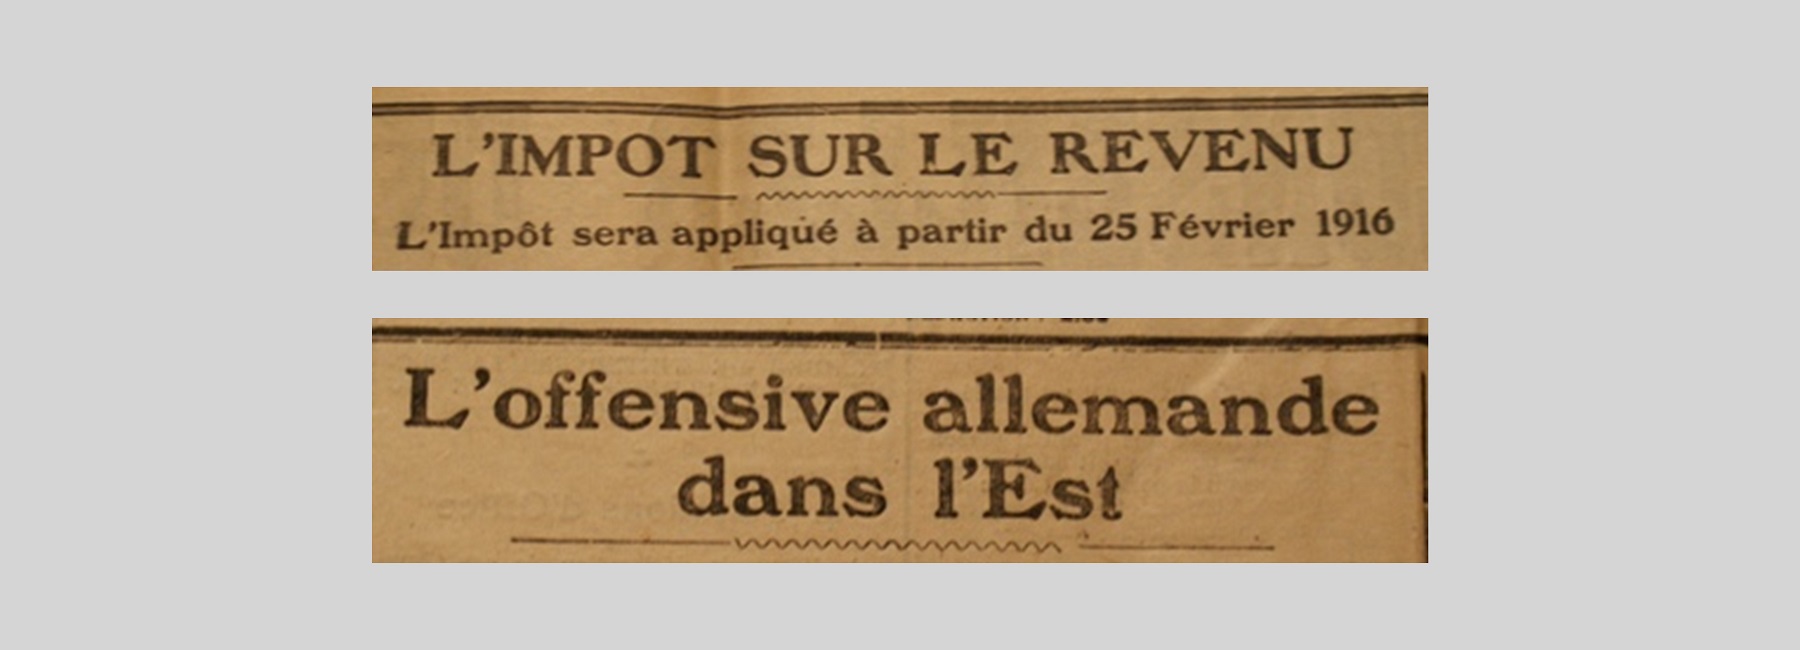 L'IMPOT SUR LE REVENU
L'Impôt sera appliqué à partir du 25 Février 1916
L'offensive allemande
dans l'Est